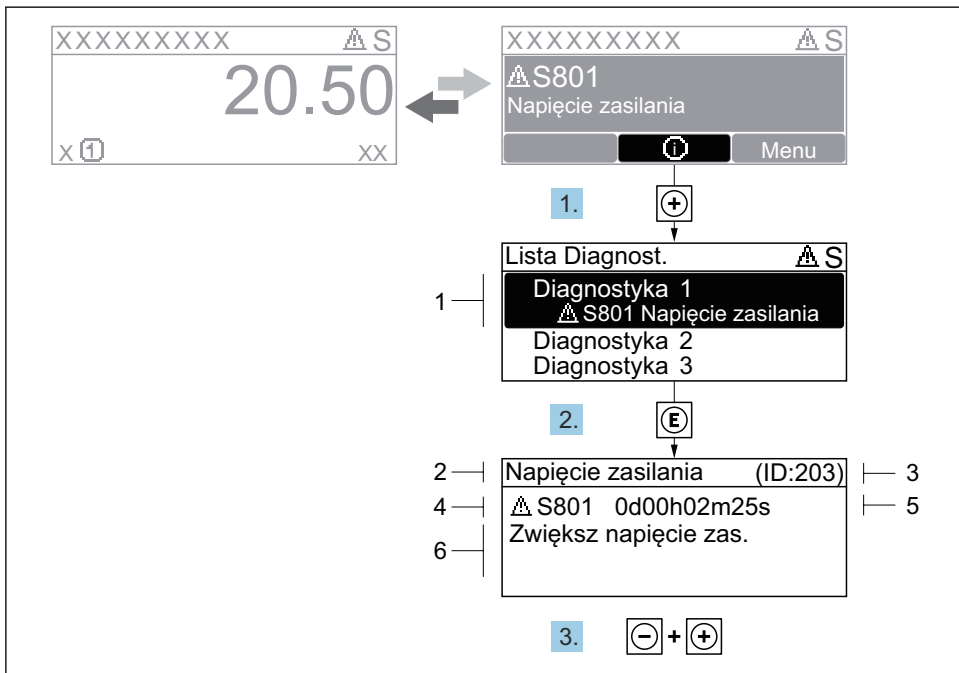 XXXXXXXXX ⚠S
20.50
X 1 XX
XXXXXXXXX ⚠S
⚠S801
Napięcie zasilania
i Menu
1. +
Lista Diagnost. ⚠S
1
Diagnostyka 1
⚠S801 Napięcie zasilania
Diagnostyka 2
Diagnostyka 3
2. E
2 Napięcie zasilania (ID:203) 3
4 ⚠S801 0d00h02m25s 5
6 Zwiększ napięcie zas.
3. - + +